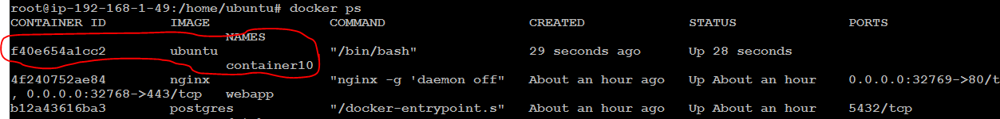 root@ip-192-168-1-49:/home/ubuntu# docker ps
CONTAINER ID IMAGE COMMAND CREATED STATUS PORTS
NAMES
f40e654a1cc2 ubuntu "/bin/bash" 29 seconds ago Up 28 seconds
container10
4f240752ae84 nginx "nginx -g 'daemon off" About an hour ago Up About an hour 0.0.0.0:32769->80/t
, 0.0.0.0:32768->443/tcp webapp
b12a43616ba3 postgres "/docker-entrypoint.s" About an hour ago Up About an hour 5432/tcp